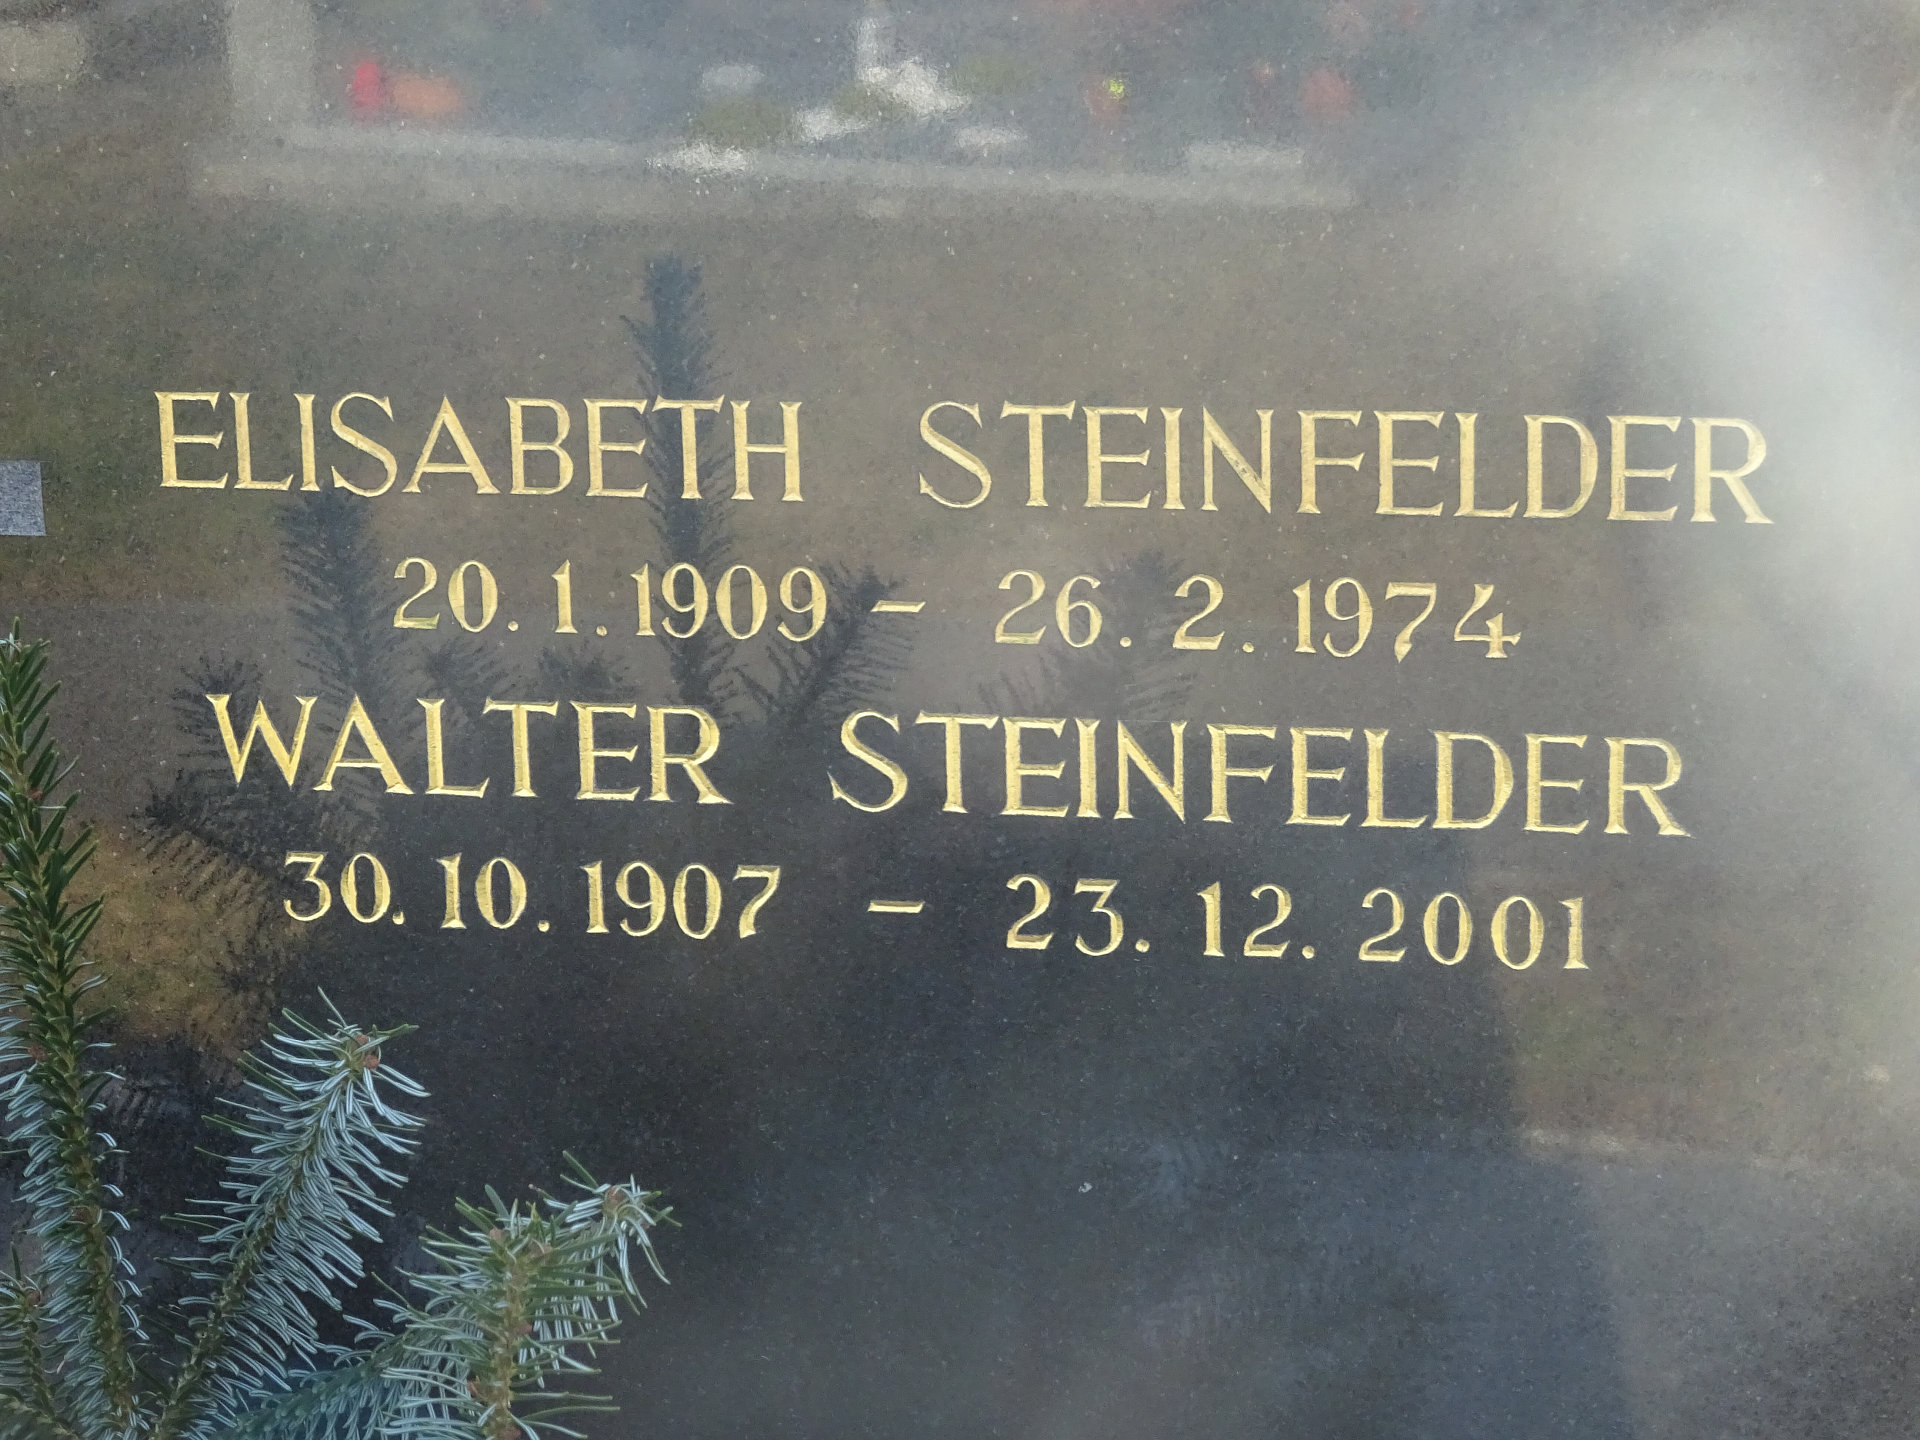 ELISABETH STEINFELDER
20.1.1909 – 26.2.1974
WALTER STEINFELDER
30.10.1907 – 23.12.2001